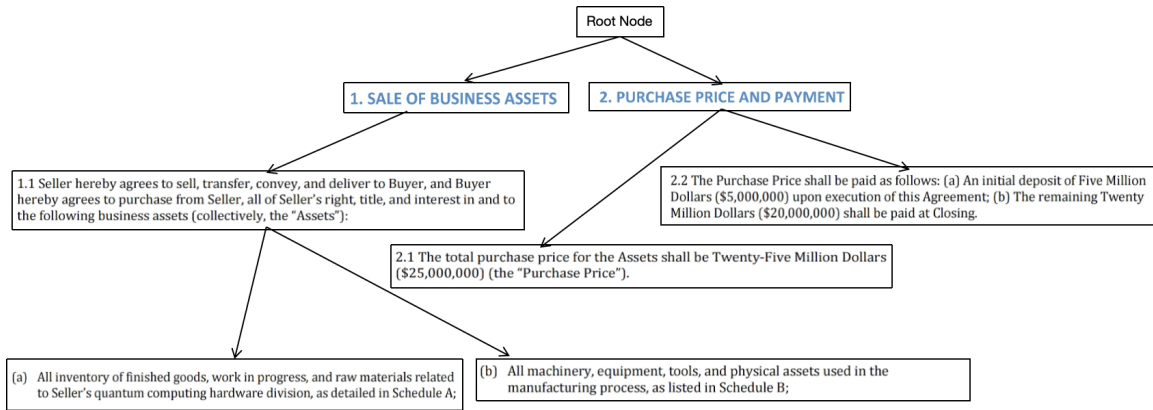 Root Node
1. SALE OF BUSINESS ASSETS
2. PURCHASE PRICE AND PAYMENT
1.1 Seller hereby agrees to sell, transfer, convey, and deliver to Buyer, and Buyer
hereby agrees to purchase from Seller, all of Seller's right, title, and interest in and to
the following business assets (collectively, the “Assets”):
2.2 The Purchase Price shall be paid as follows: (a) An initial deposit of Five Million
Dollars ($5,000,000) upon execution of this Agreement; (b) The remaining Twenty
Million Dollars ($20,000,000) shall be paid at Closing.
2.1 The total purchase price for the Assets shall be Twenty-Five Million Dollars
($25,000,000) (the “Purchase Price”).
(a) All inventory of finished goods, work in progress, and raw materials related
to Seller's quantum computing hardware division, as detailed in Schedule A;
(b) All machinery, equipment, tools, and physical assets used in the
manufacturing process, as listed in Schedule B;